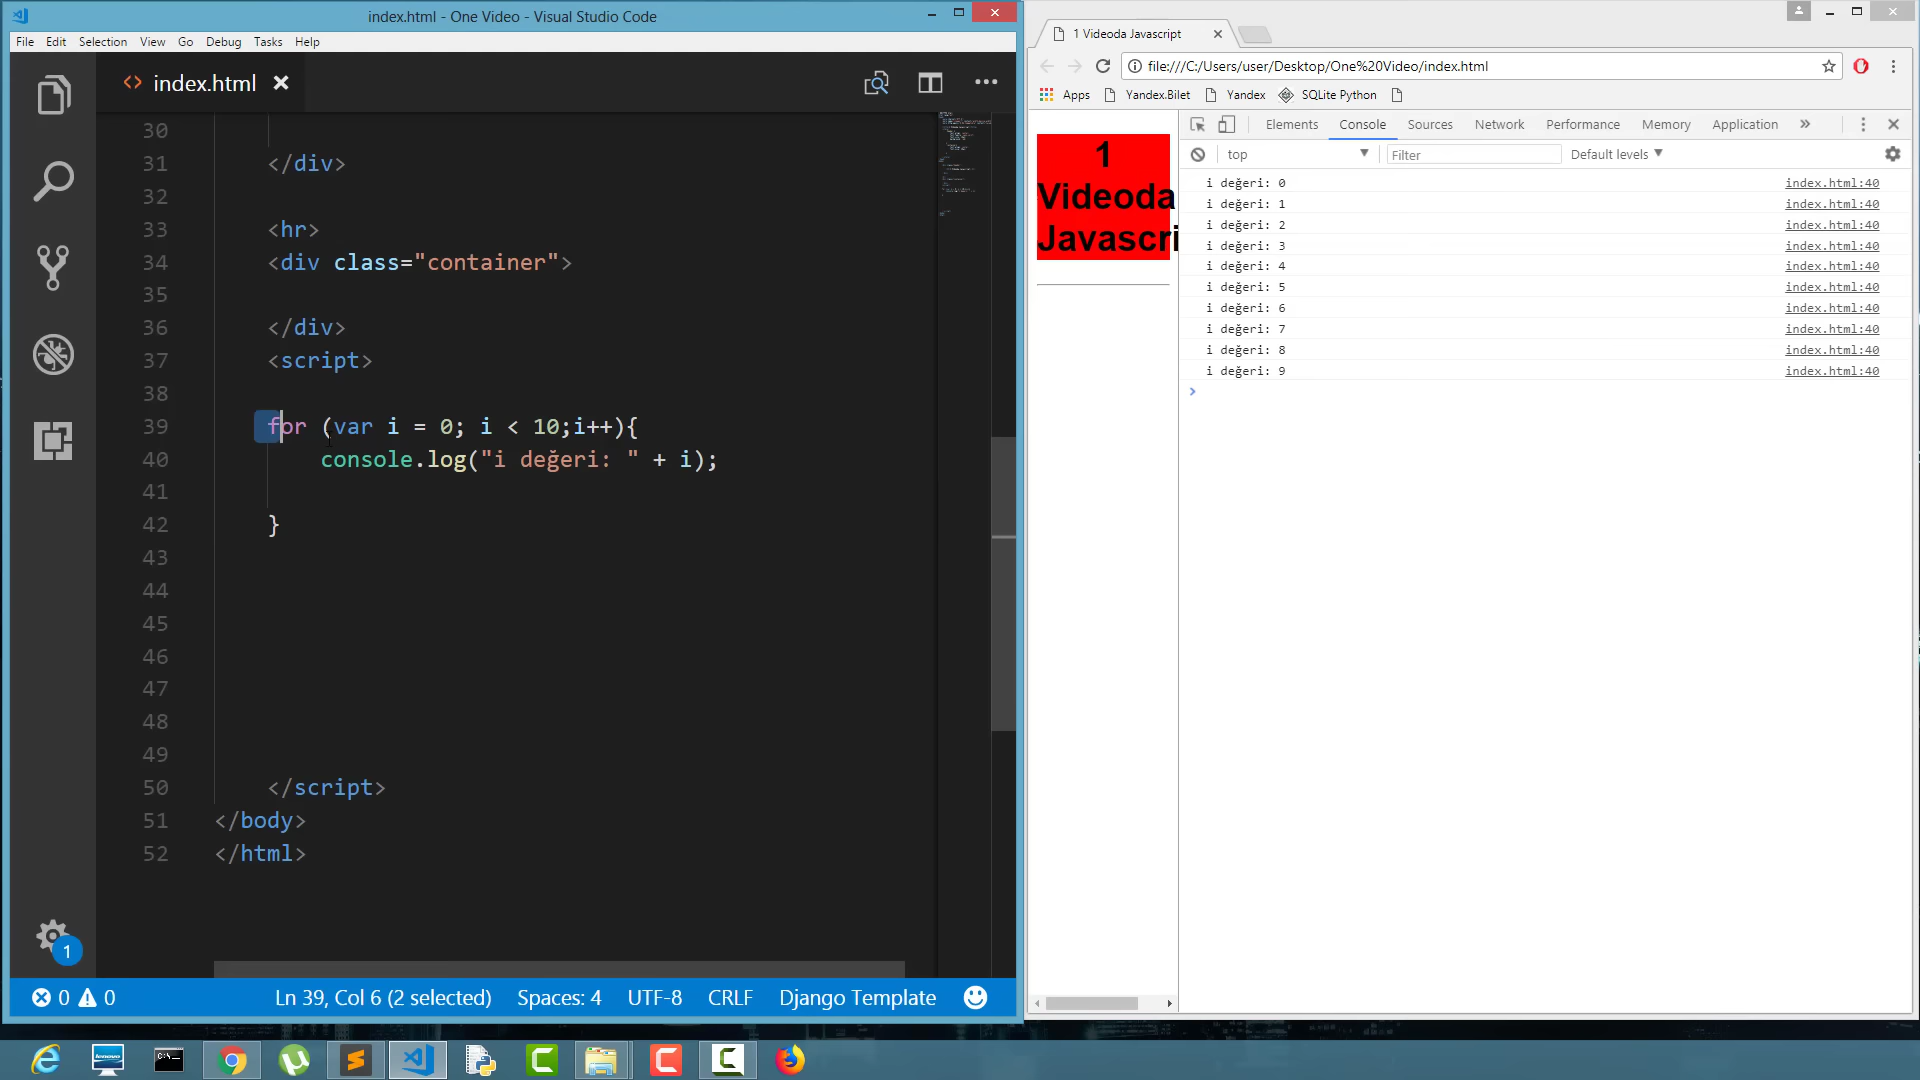 index.html - One Video - Visual Studio Code
File Edit Selection View Go Debug Tasks Help
index.html
30
31 </div>
32
33 <hr>
34 <div class="container">
35
36 </div>
37 <script>
38
39 for (var i = 0; i < 10;i++){
40 console.log("i değeri: " + i);
41
42 }
43
44
45
46
47
48
49
50 </script>
51 </body>
52 </html>
1
0 0 Ln 39, Col 6 (2 selected) Spaces: 4 UTF-8 CRLF Django Template
1 Videoda Javascript
file:///C:/Users/user/Desktop/One%20Video/index.html
Apps Yandex.Bilet Yandex SQLite Python
1
Videoda
Javascri
Elements Console Sources Network Performance Memory Application »
top Filter Default levels
i değeri: 0 index.html:40
i değeri: 1 index.html:40
i değeri: 2 index.html:40
i değeri: 3 index.html:40
i değeri: 4 index.html:40
i değeri: 5 index.html:40
i değeri: 6 index.html:40
i değeri: 7 index.html:40
i değeri: 8 index.html:40
i değeri: 9 index.html:40